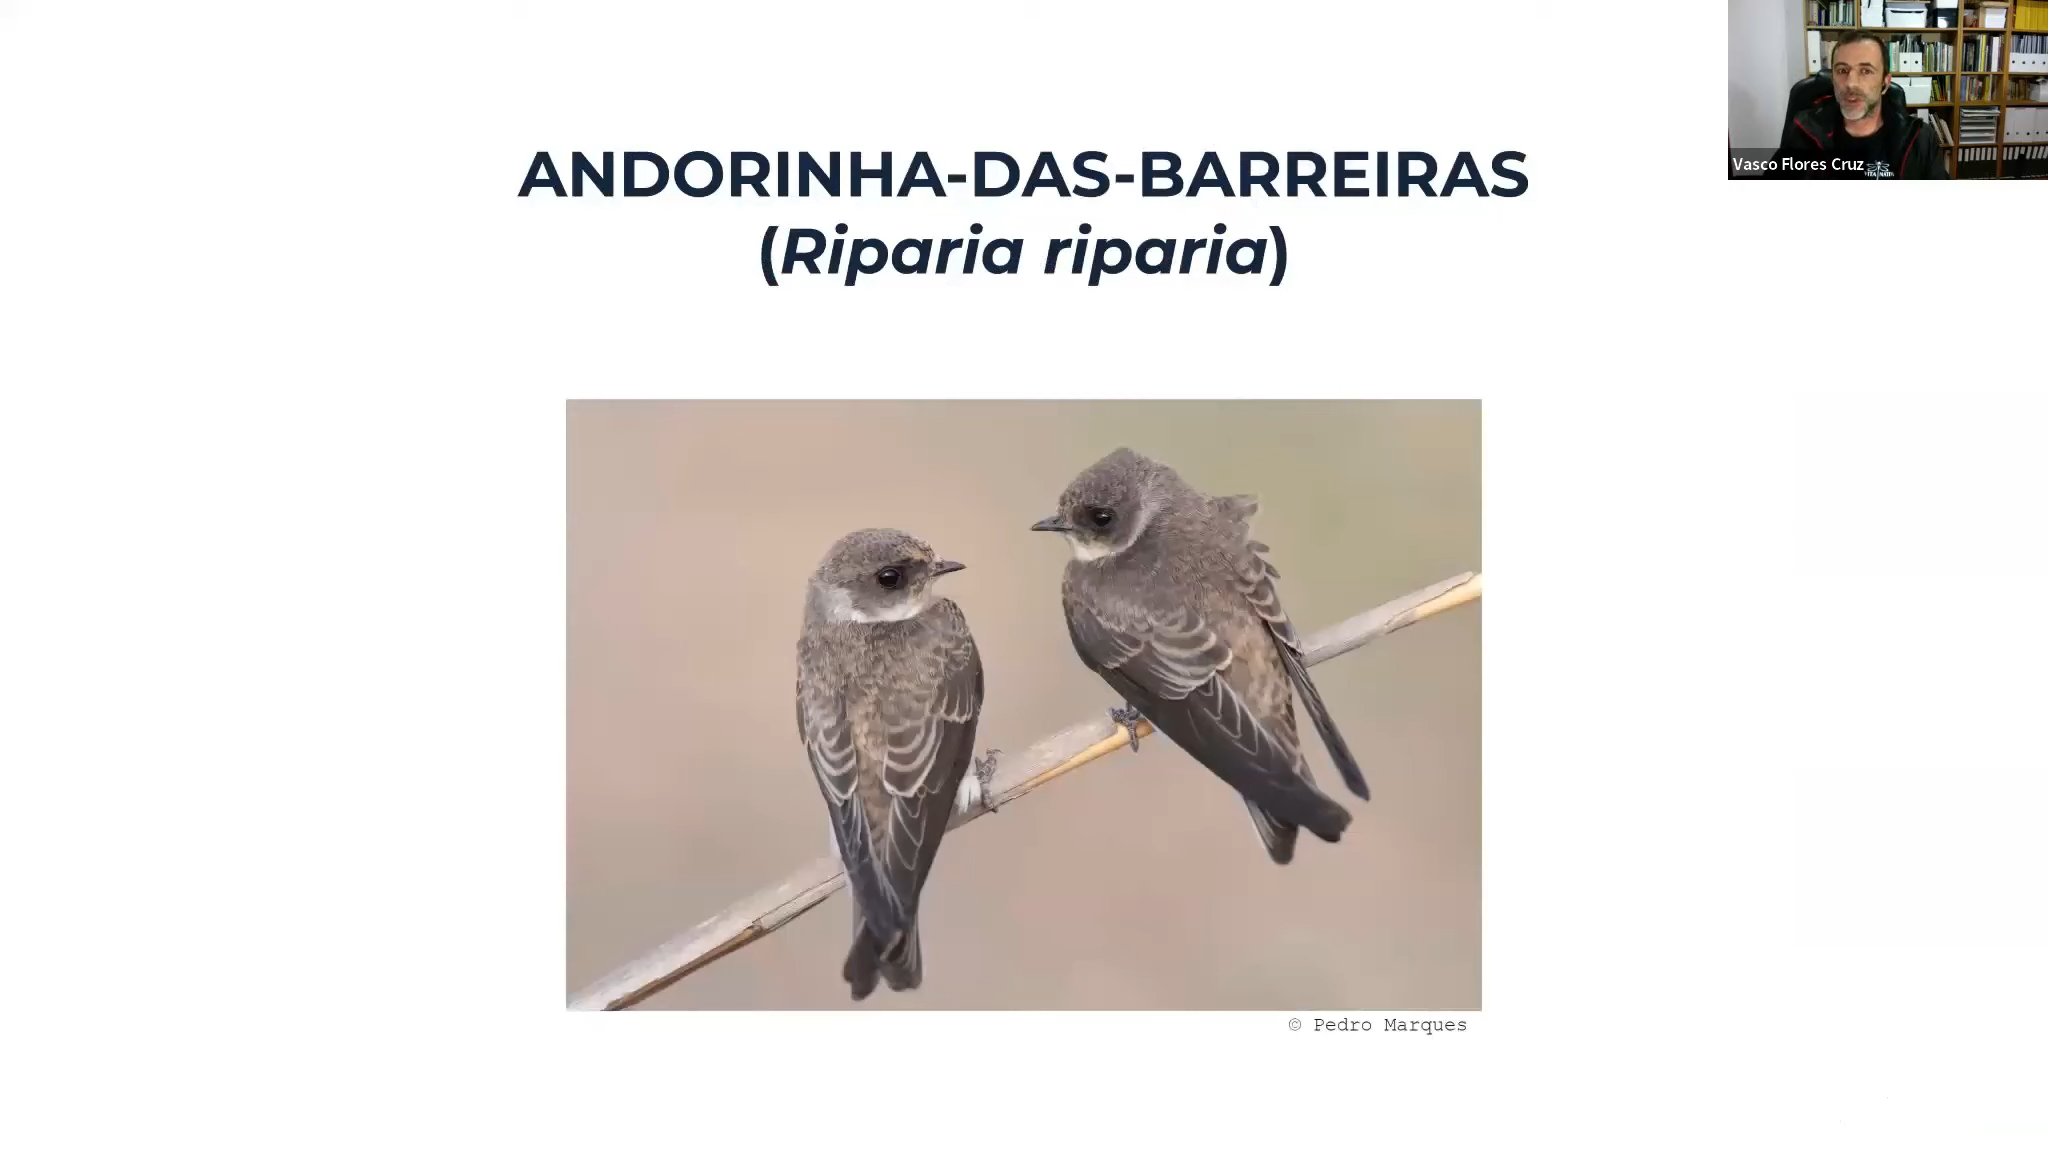 ANDORINHA-DAS-BARREIRAS
(Riparia riparia)
Vasco Flores Cruz
© Pedro Marques